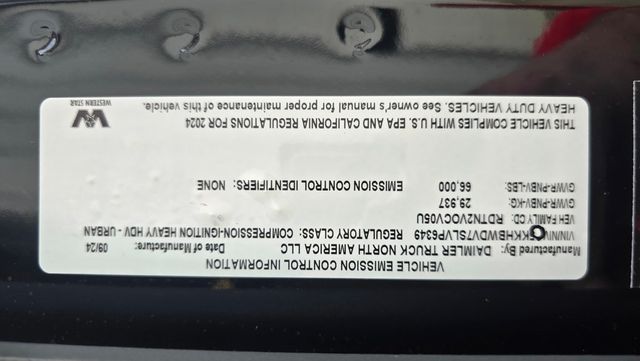 VEHICLE EMISSION CONTROL INFORMATION
Manufactured By: DAIMLER TRUCK NORTH AMERICA LLC Date of Manufacture: 09/24
REGULATORY CLASS: COMPRESSION-IGNITION HEAVY HDV - URBAN
VEH FAMILY CD: RDTN2VOCV05U
GVWR-PNBV-KG: 29,937
GVWR-PNBV-LBS: 66,000 EMISSION CONTROL IDENTIFIERS: NONE
THIS VEHICLE COMPLIES WITH U.S. EPA AND CALIFORNIA REGULATIONS FOR 2024
HEAVY DUTY VEHICLES. See owner's manual for proper maintenance of this vehicle.
WESTERN STAR